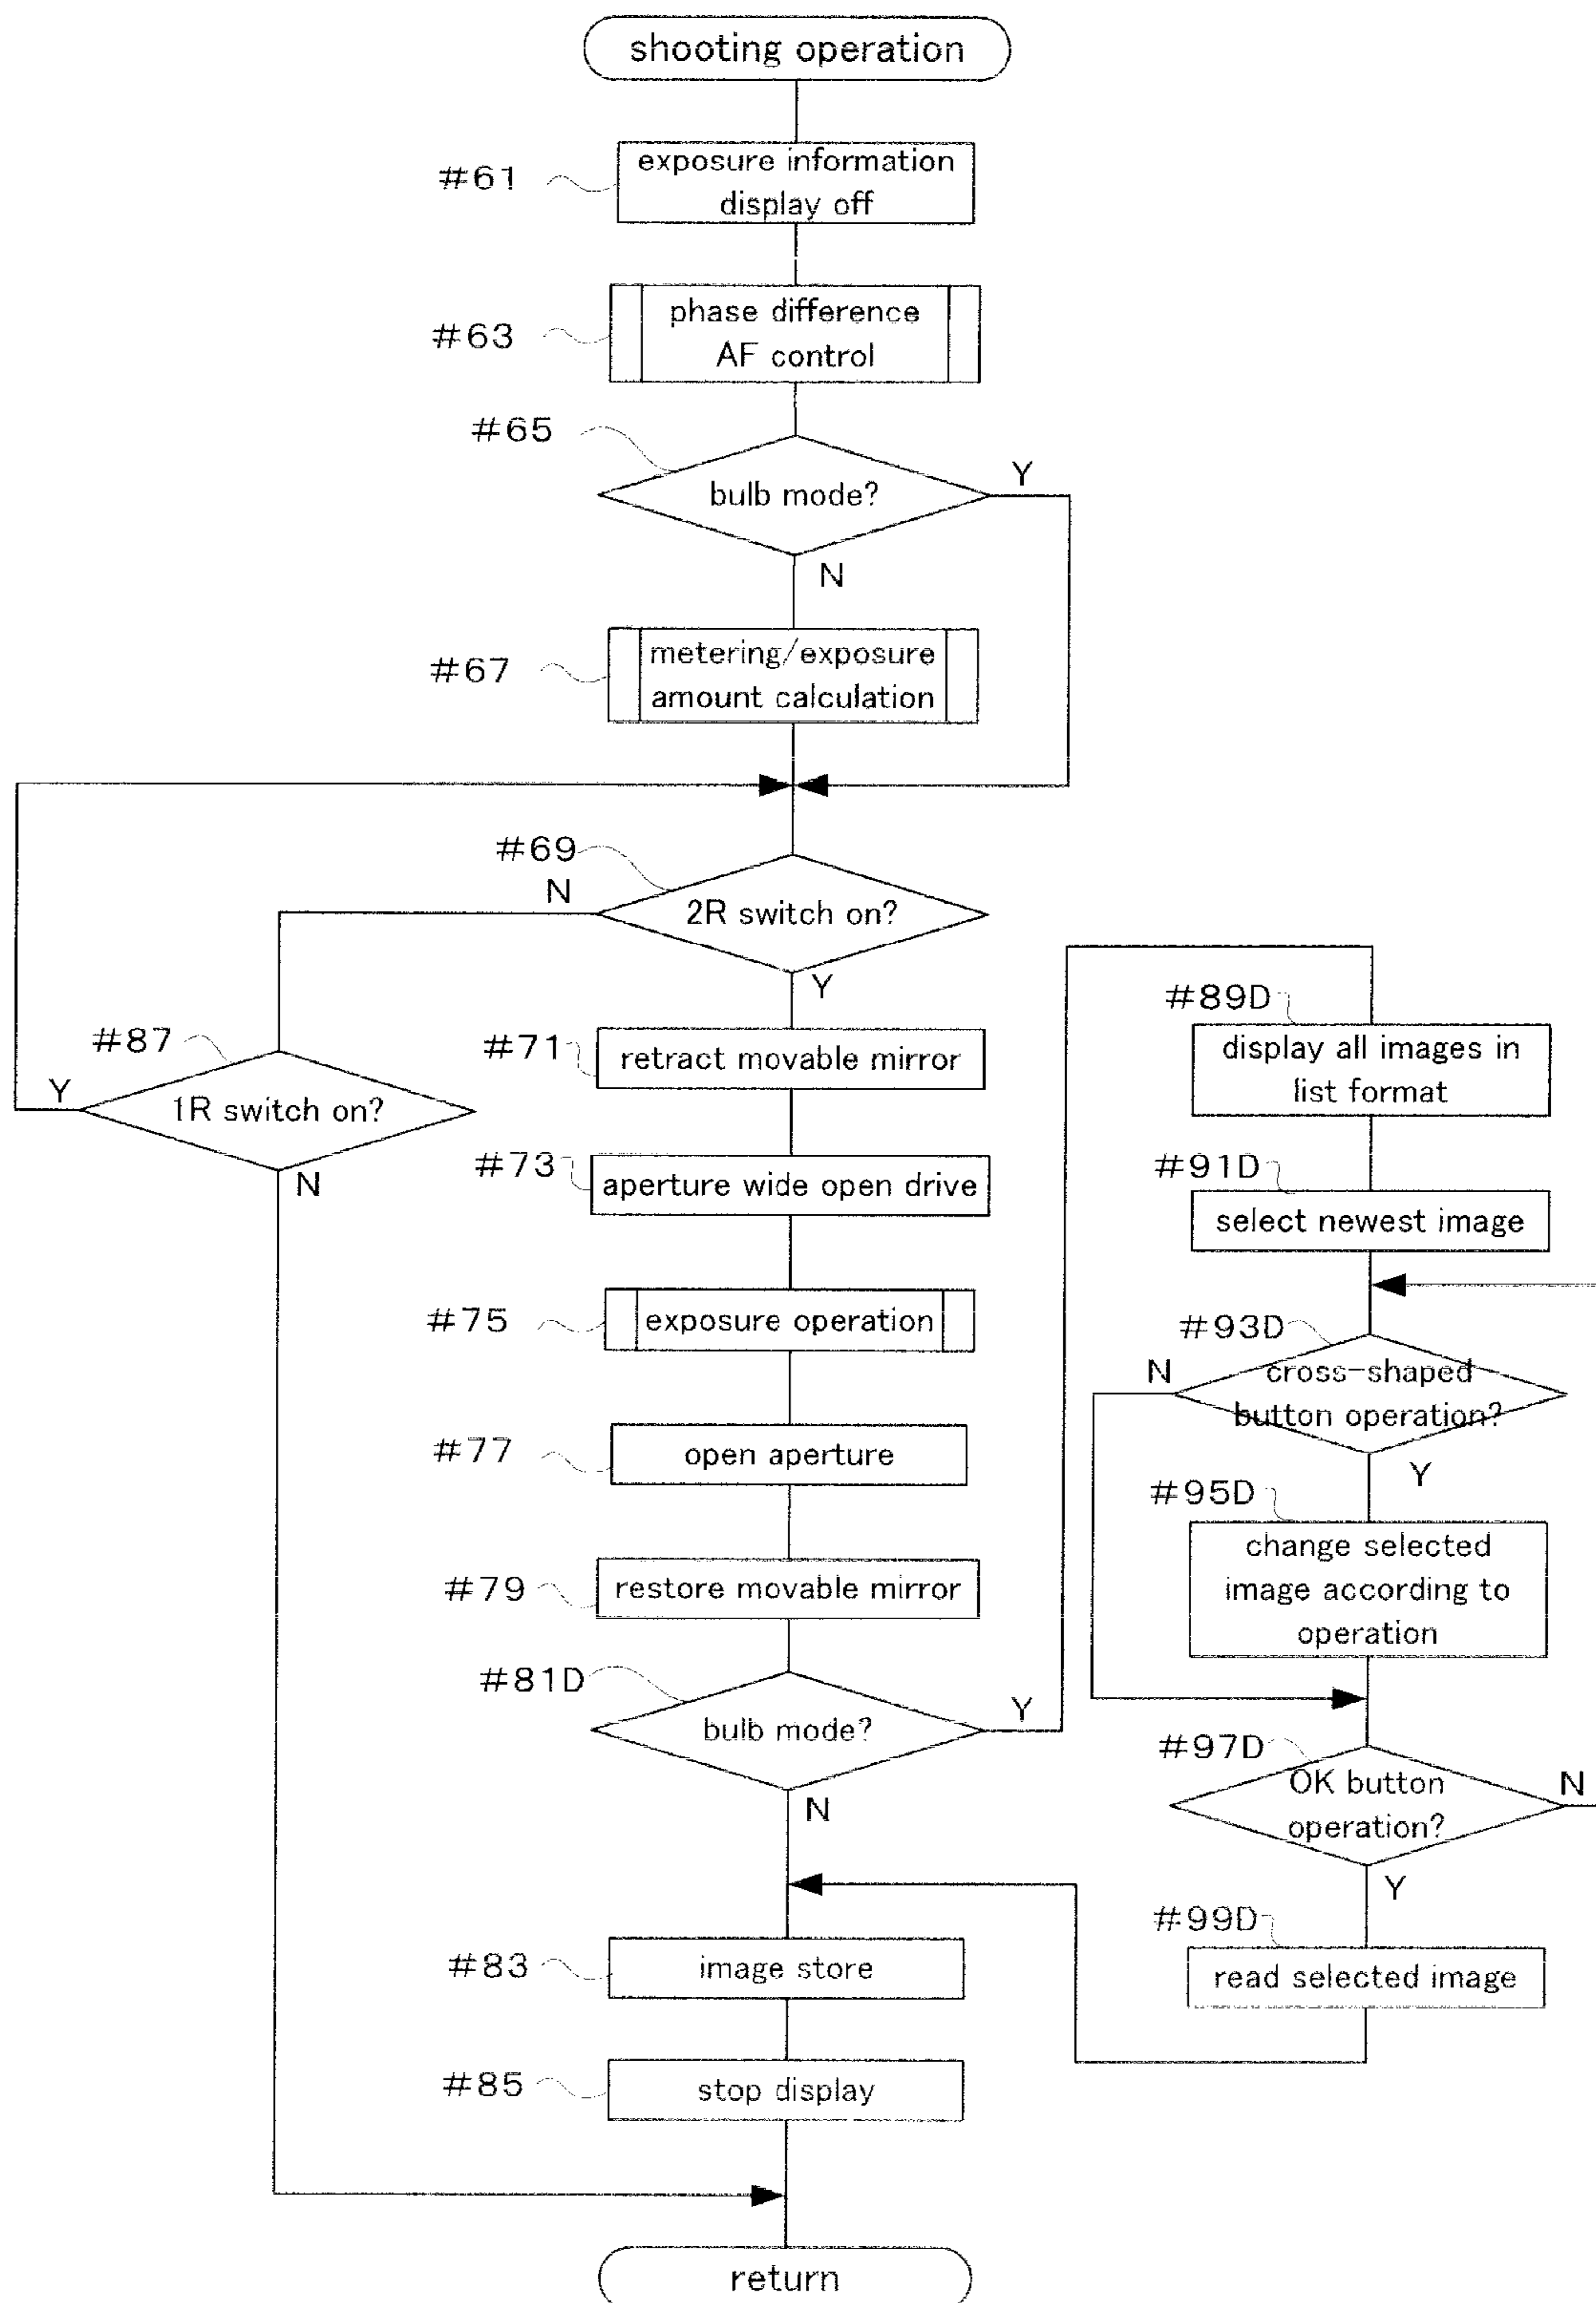 shooting operation
#61
exposure information
display off
#63
phase difference
AF control
#65
bulb mode?
Y
N
#67
metering/exposure
amount calculation
#69
N
2R switch on?
Y
#87
Y
1R switch on?
N
#71
retract movable mirror
#73
aperture wide open drive
#75
exposure operation
#77
open aperture
#79
restore movable mirror
#81D
bulb mode?
Y
N
#89D
display all images in
list format
#91D
select newest image
#93D
N
cross-shaped
button operation?
Y
#95D
change selected
image according to
operation
#97D
OK button
operation?
N
Y
#99D
read selected image
#83
image store
#85
stop display
return